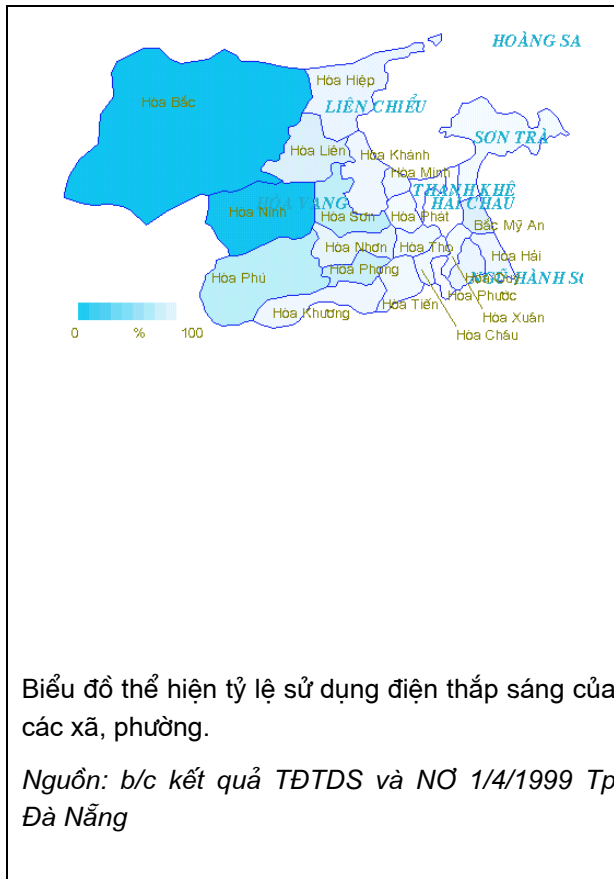 HOÀNG SA
Hòa Hiệp
Hòa Bắc
LIÊN CHIỂU
SƠN TRÀ
Hòa Liên
Hòa Khánh
Hòa Minh
THANH KHÊ
HÒA VANG
HẢI CHÂU
Hòa Ninh
Hòa Sơn
Hòa Phát
Bắc Mỹ An
Hòa Nhơn
Hòa Thọ
Hòa Hải
Hòa Phú
Hòa Phong
NGŨ HÀNH
Hòa Phước
Hòa Tiến
Hòa Khương
Hòa Xuân
0 % 100
Hòa Châu
Biểu đồ thể hiện tỷ lệ sử dụng điện thắp sáng của
các xã, phường.
Nguồn: b/c kết quả TĐTDS và NƠ 1/4/1999 Tp
Đà Nẵng